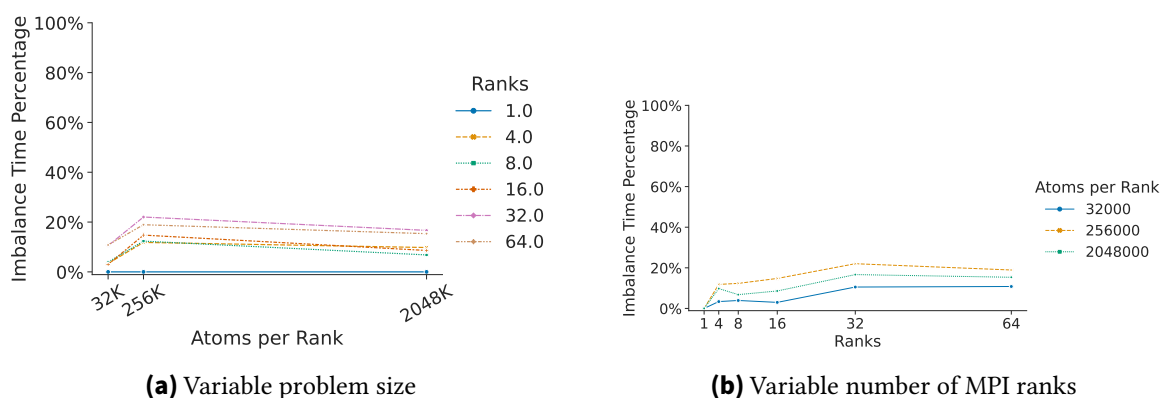 Imbalance Time Percentage
100%
80%
60%
40%
20%
0%
32K
256K
2048K
Atoms per Rank
Ranks
1.0
4.0
8.0
16.0
32.0
64.0
(a) Variable problem size
Imbalance Time Percentage
100%
80%
60%
40%
20%
0%
1 4 8 16 32 64
Ranks
Atoms per Rank
32000
256000
2048000
(b) Variable number of MPI ranks